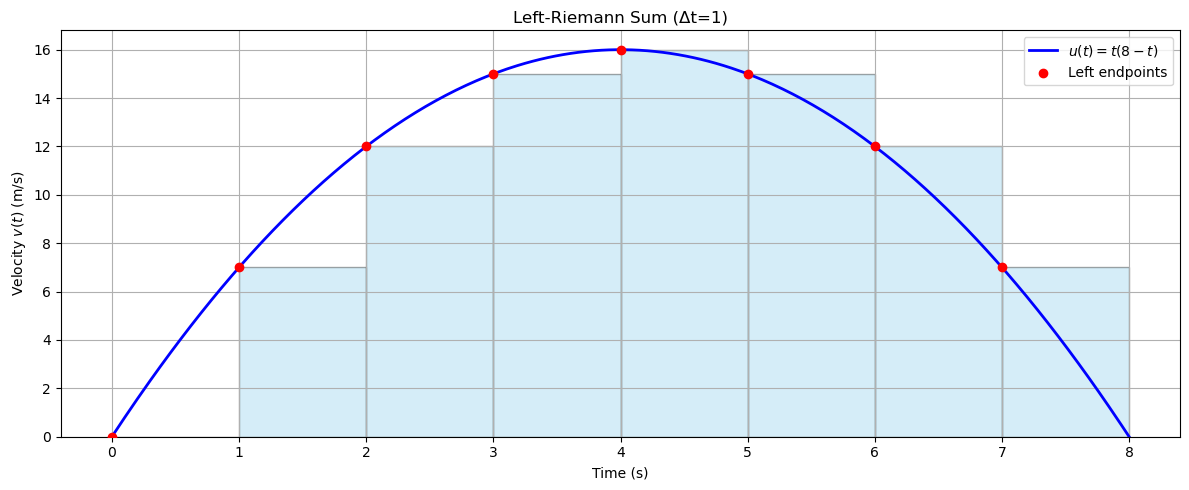 Left-Riemann Sum (Δt=1)
u(t) = t(8 − t)
Left endpoints
Velocity v(t) (m/s)
16
14
12
10
8
6
4
2
0
0 1 2 3 4 5 6 7 8
Time (s)